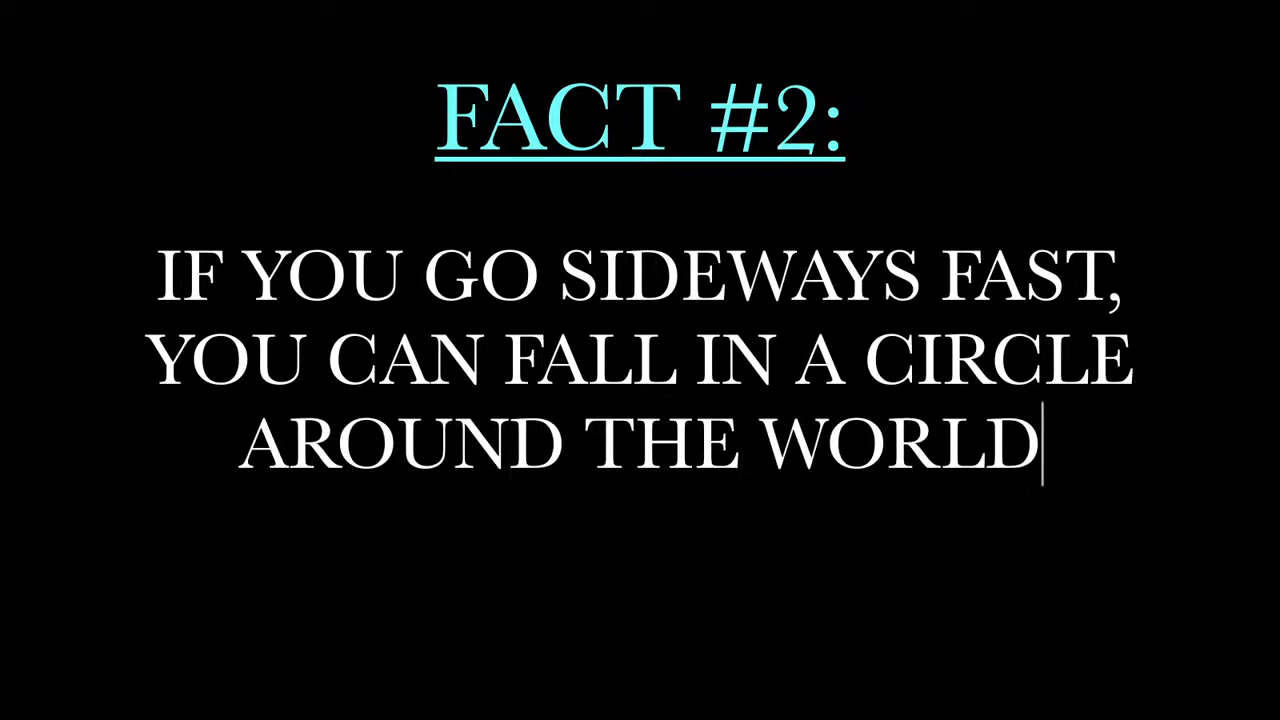 FACT #2:
IF YOU GO SIDEWAYS FAST,
YOU CAN FALL IN A CIRCLE
AROUND THE WORLD